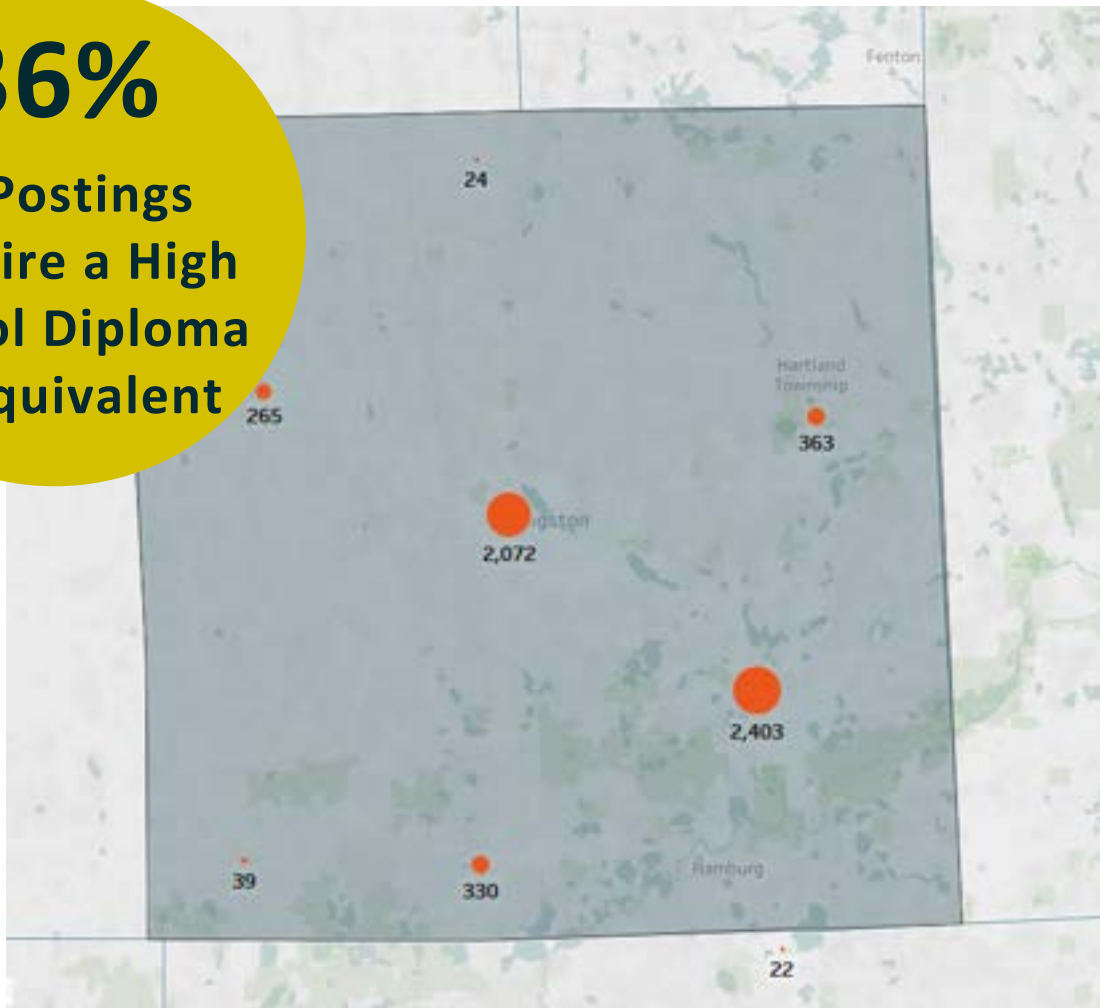 36%
Postings
ire a High
ol Diploma
quivalent
Fenton
24
265
Hartland
Township
363
gston
2,072
2,403
39
330
Hamburg
22